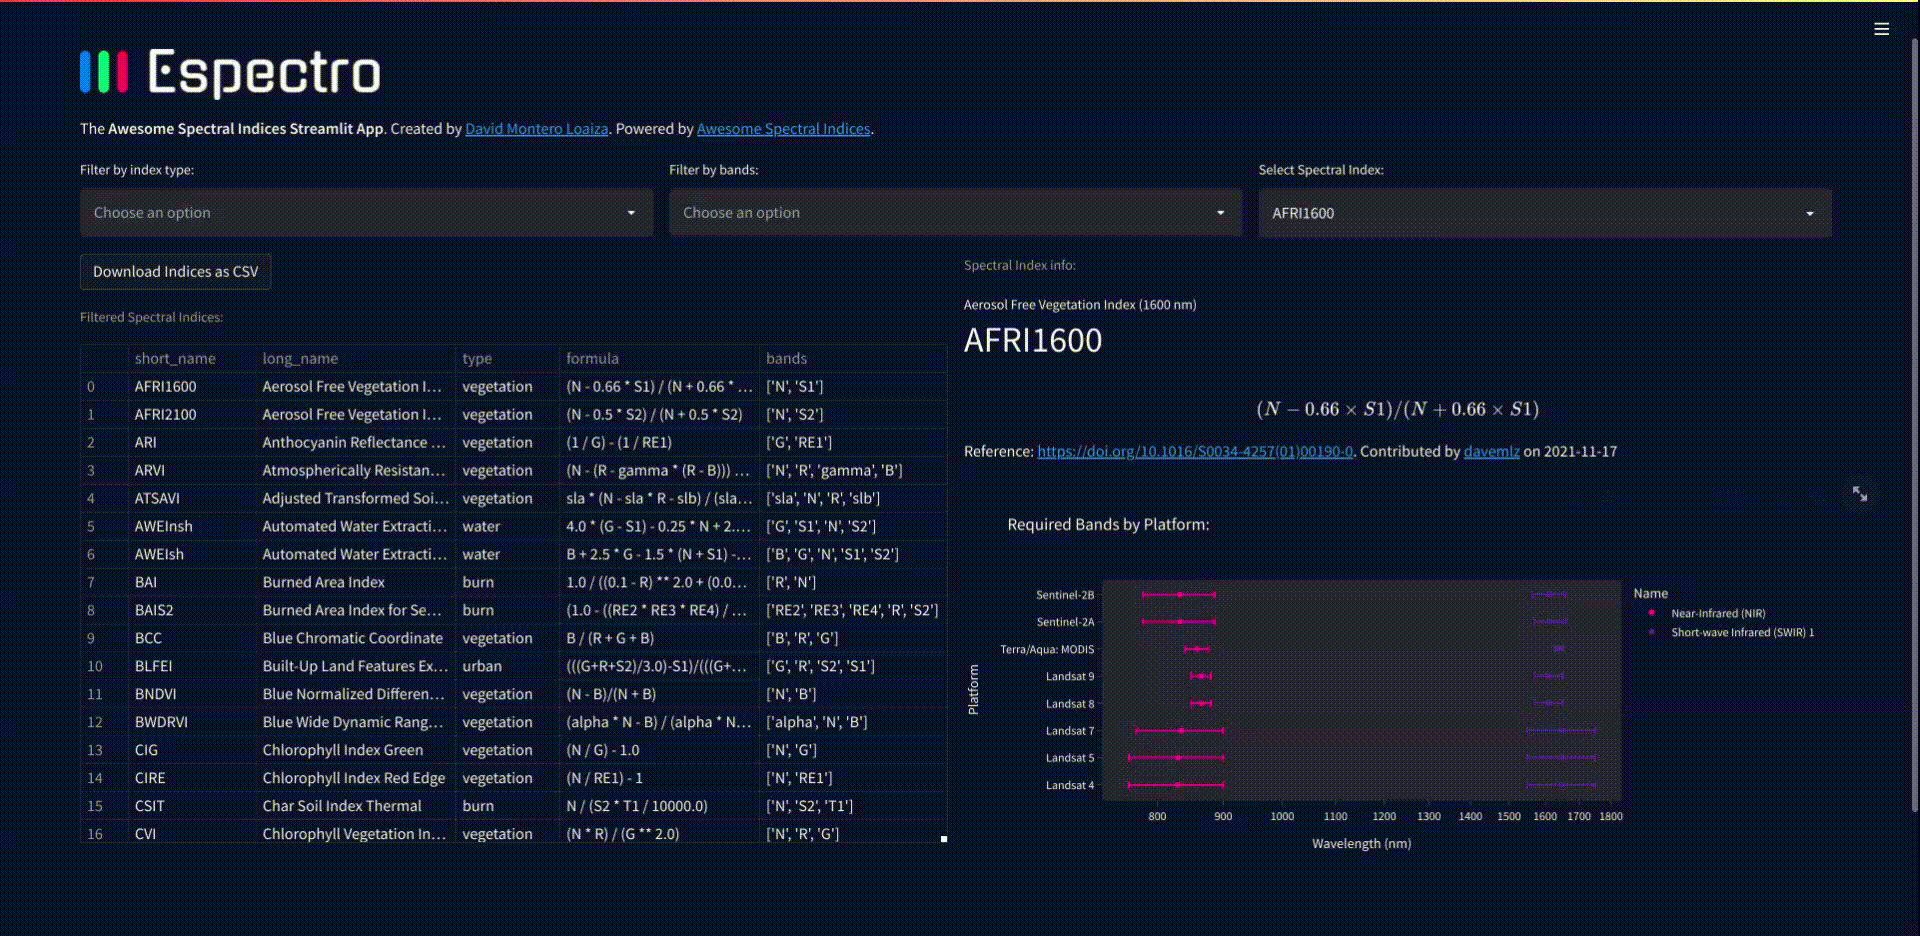 Espectro
The Awesome Spectral Indices Streamlit App. Created by David Montero Loaiza. Powered by Awesome Spectral Indices.
Filter by index type:
Choose an option
Filter by bands:
Choose an option
Select Spectral Index:
AFRI1600
Download Indices as CSV
Filtered Spectral Indices:
short_name long_name type formula bands
0 AFRI1600 Aerosol Free Vegetation I... vegetation (N - 0.66 * S1) / (N + 0.66 * ... ['N', 'S1']
1 AFRI2100 Aerosol Free Vegetation I... vegetation (N - 0.5 * S2) / (N + 0.5 * S2) ['N', 'S2']
2 ARI Anthocyanin Reflectance ... vegetation (1 / G) - (1 / RE1) ['G', 'RE1']
3 ARVI Atmospherically Resistan... vegetation (N - (R - gamma * (R - B))) ... ['N', 'R', 'gamma', 'B']
4 ATSAVI Adjusted Transformed Soi... vegetation sla * (N - sla * R - slb) / (sla... ['sla', 'N', 'R', 'slb']
5 AWEInsh Automated Water Extracti... water 4.0 * (G - S1) - 0.25 * N + 2.... ['G', 'S1', 'N', 'S2']
6 AWEIsh Automated Water Extracti... water B + 2.5 * G - 1.5 * (N + S1) -... ['B', 'G', 'N', 'S1', 'S2']
7 BAI Burned Area Index burn 1.0 / ((0.1 - R) ** 2.0 + (0.0... ['R', 'N']
8 BAIS2 Burned Area Index for Se... burn (1.0 - ((RE2 * RE3 * RE4) / ... ['RE2', 'RE3', 'RE4', 'R', 'S2']
9 BCC Blue Chromatic Coordinate vegetation B / (R + G + B) ['B', 'R', 'G']
10 BLFEI Built-Up Land Features Ex... urban (((G+R+S2)/3.0)-S1)/(((G+... ['G', 'R', 'S2', 'S1']
11 BNDVI Blue Normalized Differen... vegetation (N - B)/(N + B) ['N', 'B']
12 BWDRVI Blue Wide Dynamic Rang... vegetation (alpha * N - B) / (alpha * N... ['alpha', 'N', 'B']
13 CIG Chlorophyll Index Green vegetation (N / G) - 1.0 ['N', 'G']
14 CIRE Chlorophyll Index Red Edge vegetation (N / RE1) - 1 ['N', 'RE1']
15 CSIT Char Soil Index Thermal burn N / (S2 * T1 / 10000.0) ['N', 'S2', 'T1']
16 CVI Chlorophyll Vegetation In... vegetation (N * R) / (G ** 2.0) ['N', 'R', 'G']
Spectral Index info:
Aerosol Free Vegetation Index (1600 nm)
AFRI1600
(N − 0.66 × S1)/(N + 0.66 × S1)
Reference: https://doi.org/10.1016/S0034-4257(01)00190-0. Contributed by davemlz on 2021-11-17
Required Bands by Platform:
Platform
Sentinel-2B
Sentinel-2A
Terra/Aqua: MODIS
Landsat 9
Landsat 8
Landsat 7
Landsat 5
Landsat 4
800 900 1000 1100 1200 1300 1400 1500 1600 1700 1800
Wavelength (nm)
Name
Near-Infrared (NIR)
Short-wave Infrared (SWIR) 1